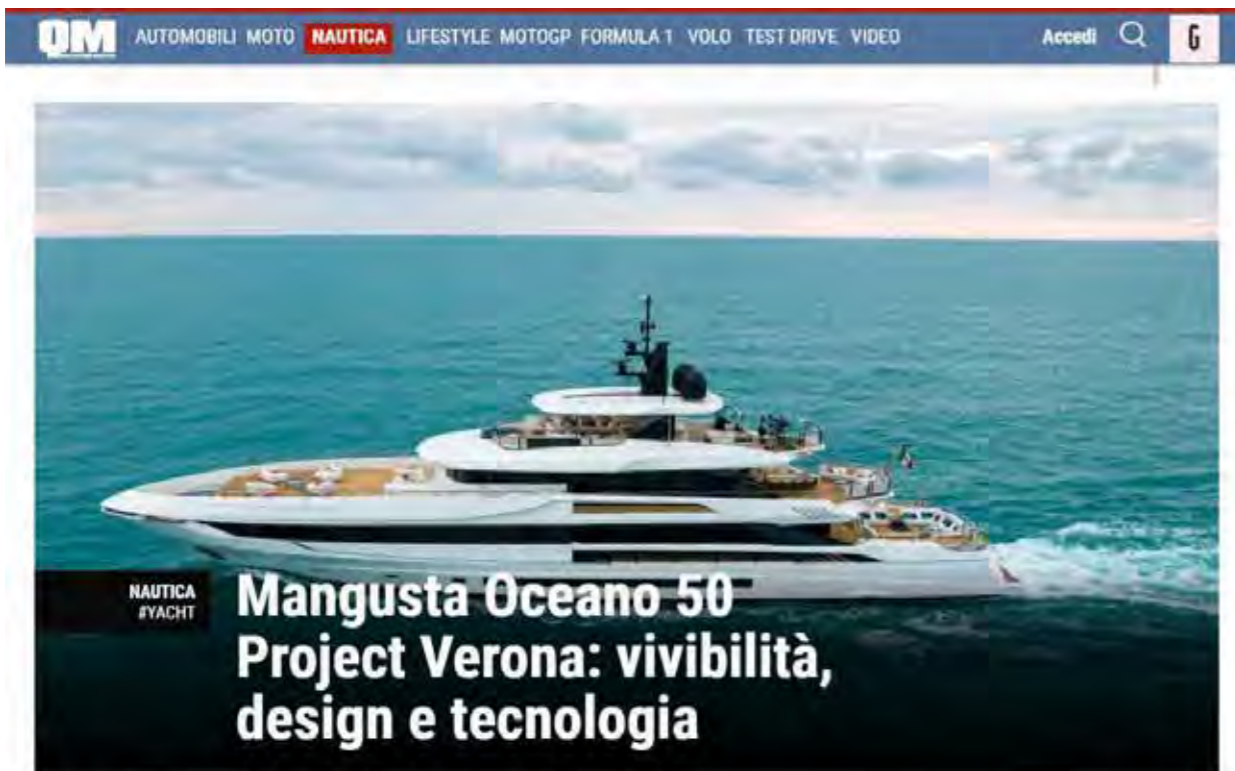 QM AUTOMOBILI MOTO NAUTICA LIFESTYLE MOTOGP FORMULA 1 VOLO TEST DRIVE VIDEO Accedi G
NAUTICA
#YACHT
Mangusta Oceano 50
Project Verona: vivibilità,
design e tecnologia